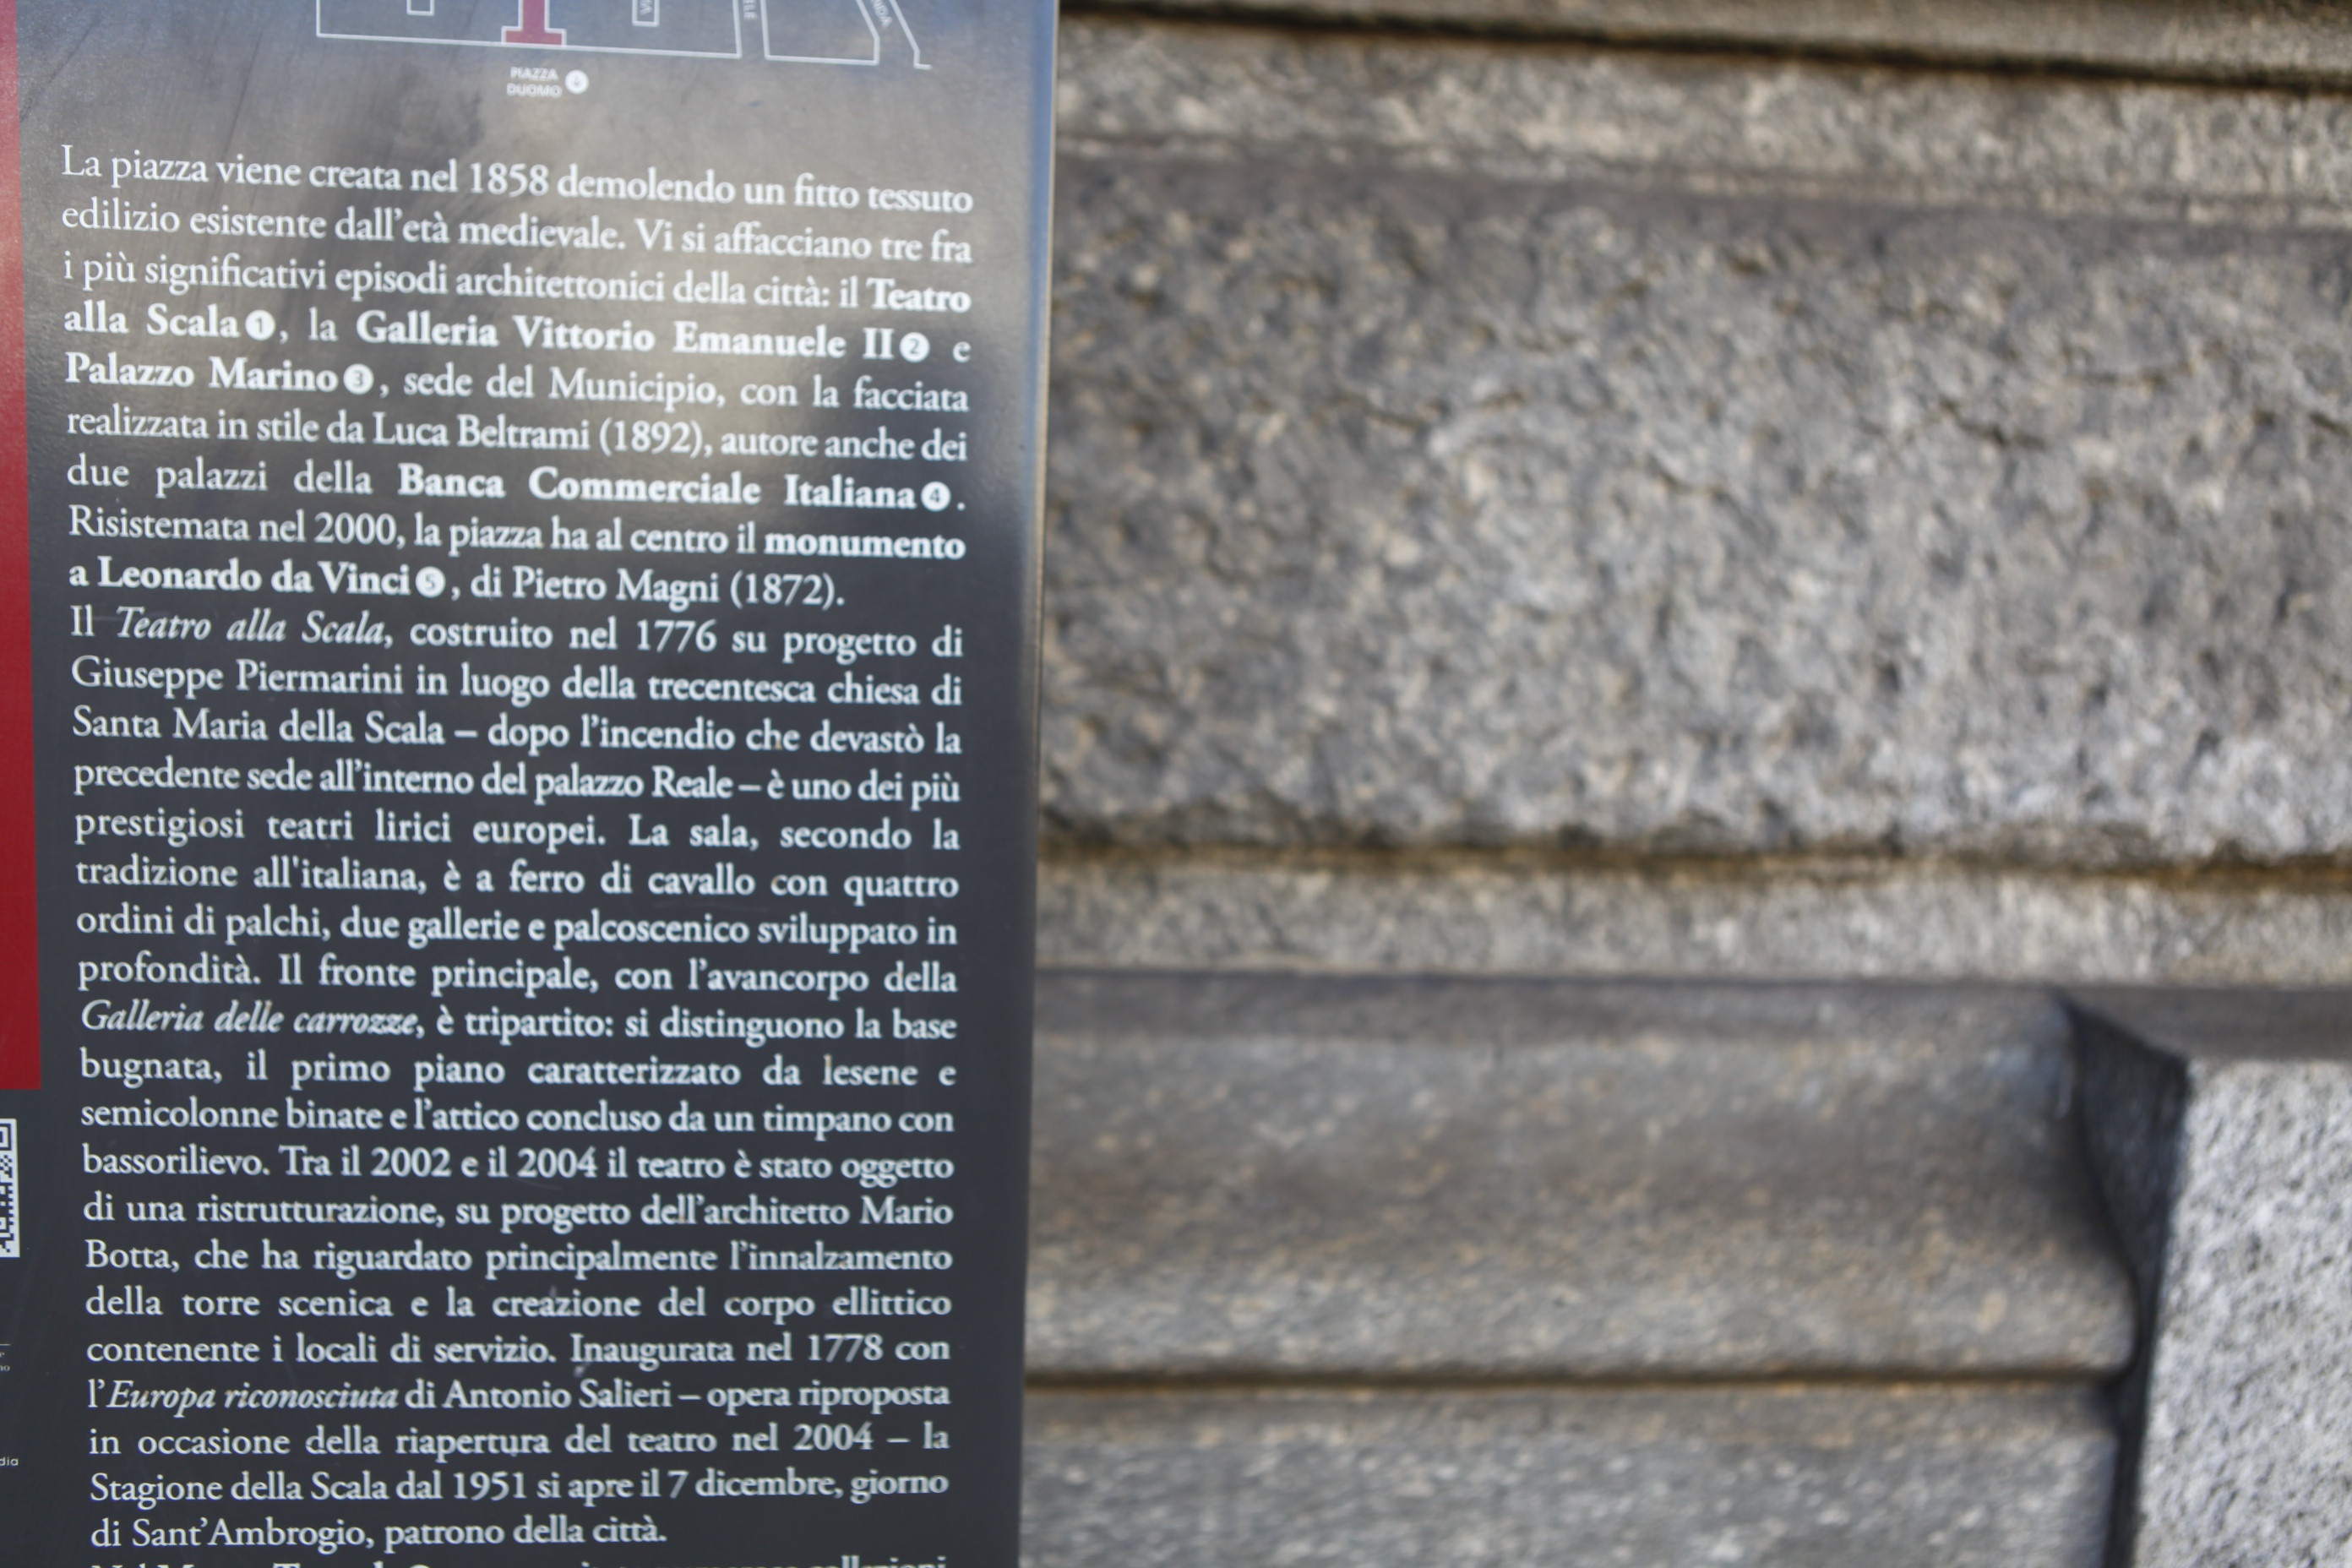 PIAZZA
DUOMO
La piazza viene creata nel 1858 demolendo un fitto tessuto
edilizio esistente dall'età medievale. Vi si affacciano tre fra
i più significativi episodi architettonici della città: il Teatro
alla Scala❶, la Galleria Vittorio Emanuele II❷ e
Palazzo Marino❸, sede del Municipio, con la facciata
realizzata in stile da Luca Beltrami (1892), autore anche dei
due palazzi della Banca Commerciale Italiana❹.
Risistemata nel 2000, la piazza ha al centro il monumento
a Leonardo da Vinci❺, di Pietro Magni (1872).
Il Teatro alla Scala, costruito nel 1776 su progetto di
Giuseppe Piermarini in luogo della trecentesca chiesa di
Santa Maria della Scala – dopo l'incendio che devastò la
precedente sede all'interno del palazzo Reale – è uno dei più
prestigiosi teatri lirici europei. La sala, secondo la
tradizione all'italiana, è a ferro di cavallo con quattro
ordini di palchi, due gallerie e palcoscenico sviluppato in
profondità. Il fronte principale, con l'avancorpo della
Galleria delle carrozze, è tripartito: si distinguono la base
bugnata, il primo piano caratterizzato da lesene e
semicolonne binate e l'attico concluso da un timpano con
bassorilievo. Tra il 2002 e il 2004 il teatro è stato oggetto
di una ristrutturazione, su progetto dell'architetto Mario
Botta, che ha riguardato principalmente l'innalzamento
della torre scenica e la creazione del corpo ellittico
contenente i locali di servizio. Inaugurata nel 1778 con
l'Europa riconosciuta di Antonio Salieri – opera riproposta
in occasione della riapertura del teatro nel 2004 – la
Stagione della Scala dal 1951 si apre il 7 dicembre, giorno
di Sant'Ambrogio, patrono della città.